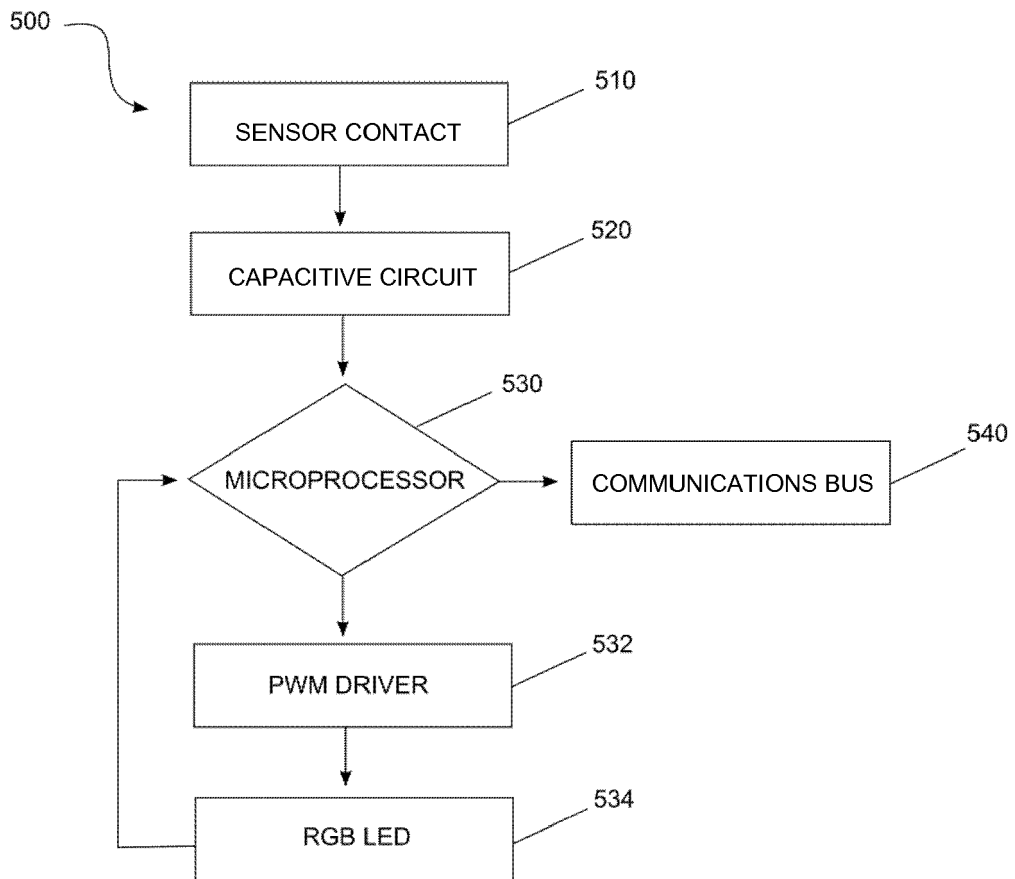 500
510
SENSOR CONTACT
520
CAPACITIVE CIRCUIT
530
MICROPROCESSOR
540
COMMUNICATIONS BUS
532
PWM DRIVER
534
RGB LED